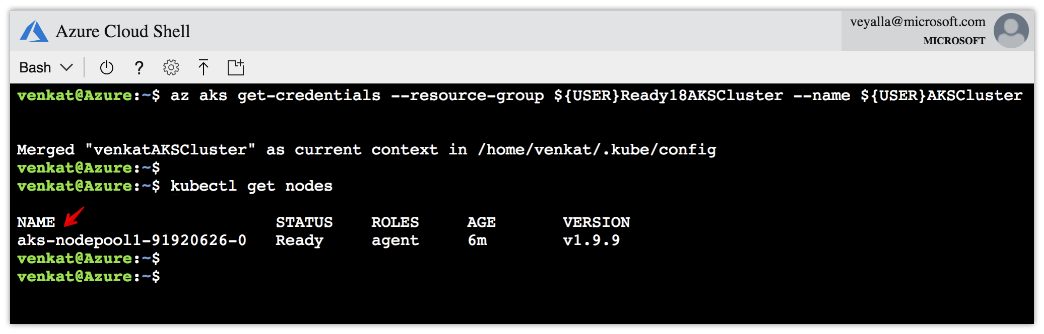 Azure Cloud Shell
veyalla@microsoft.com
MICROSOFT
Bash
?
venkat@Azure:~$ az aks get-credentials --resource-group ${USER}Ready18AKSCluster --name ${USER}AKSCluster
Merged "venkatAKSCluster" as current context in /home/venkat/.kube/config
venkat@Azure:~$
venkat@Azure:~$ kubectl get nodes
NAME STATUS ROLES AGE VERSION
aks-nodepool1-91920626-0 Ready agent 6m v1.9.9
venkat@Azure:~$
venkat@Azure:~$